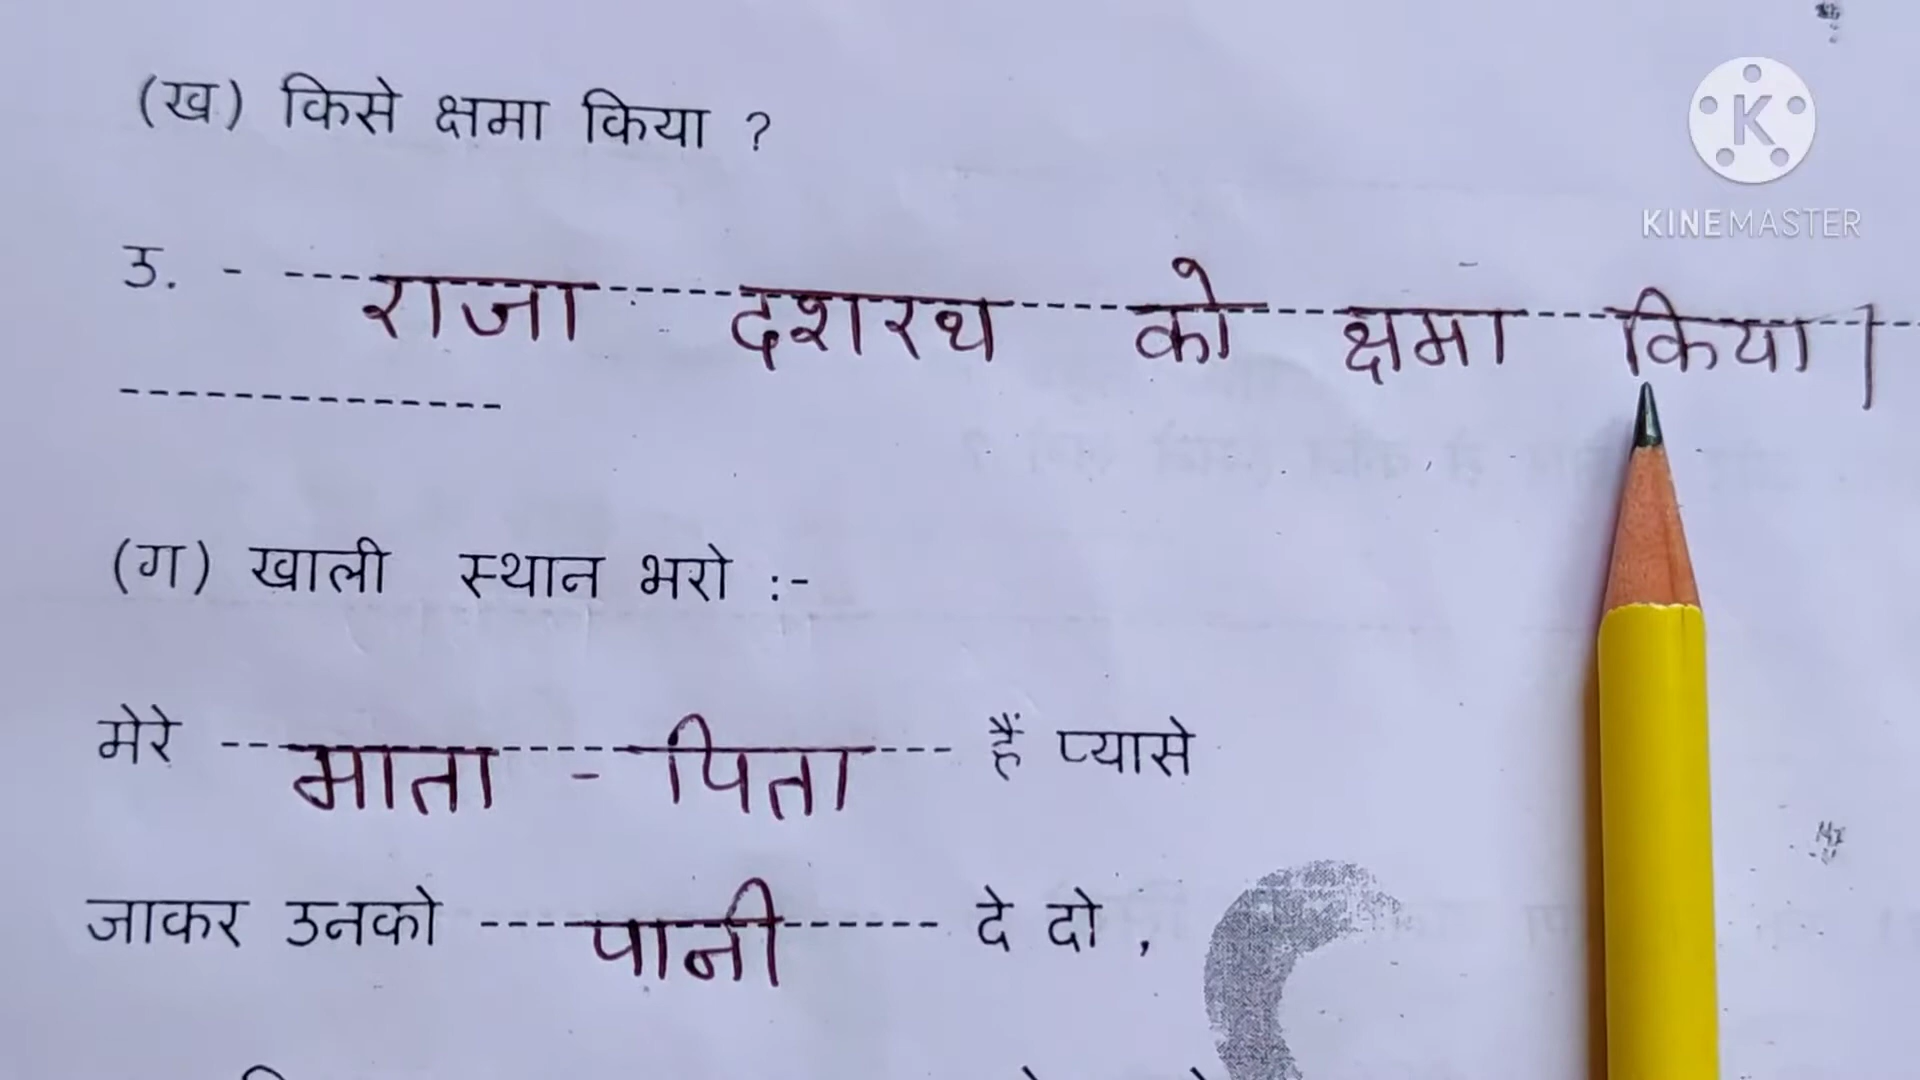 (ख) किसे क्षमा किया ?
उ. - राजा दशरथ को क्षमा किया|
(ग) खाली स्थान भरो :-
मेरे माता - पिता हैं प्यासे
जाकर उनको पानी दे दो ,
KINEMASTER